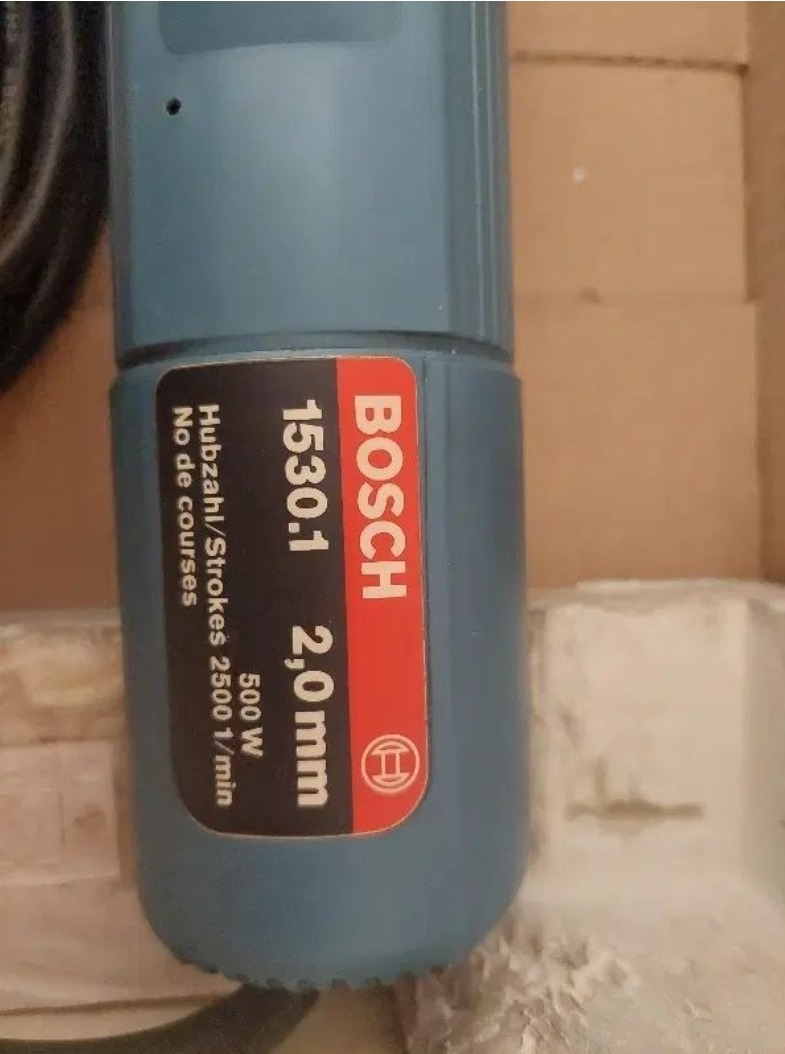 BOSCH
1530.1 2,0 mm
500 W
Hubzahl/Strokes 2500 1/min
No de courses